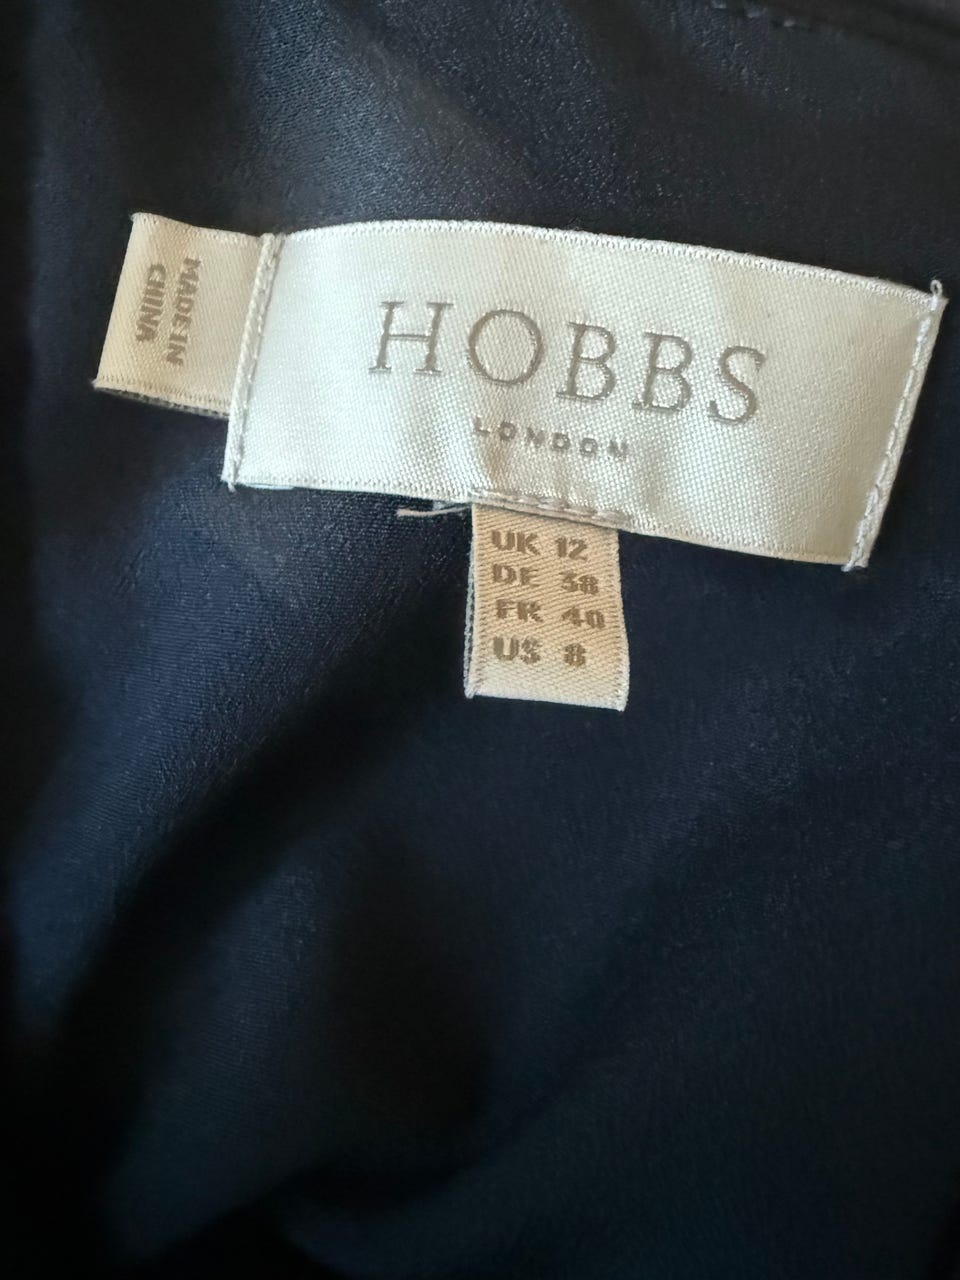 MADE IN
CHINA
HOBBS
LONDON
UK 12
DE 38
FR 40
US 8